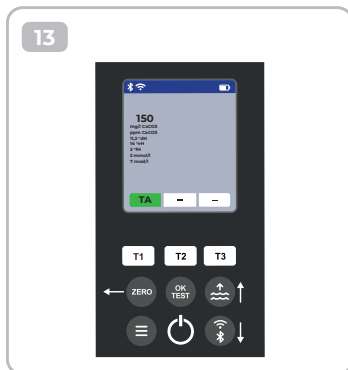 13
150
mg/l CaCO3
ppm CaCO3
11,2 °dH
14 °eH
2 °fH
3 mmol/l
7 mval/l
TA – –
T1 T2 T3
ZERO OK TEST